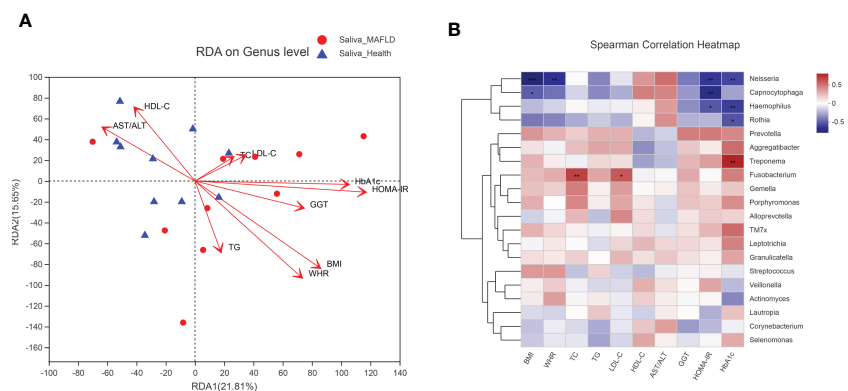 A
RDA on Genus level
Saliva_MAFLD
Saliva_Health
100
80
60
40
20
0
-20
-40
-60
-80
-100
-120
-140
-160
RDA2(15.65%)
HDL-C
AST/ALT
TC
LDL-C
HbA1c
HOMA-IR
GGT
TG
BMI
WHR
-100 -80 -60 -40 -20 0 20 40 60 80 100 120 140
RDA1(21.81%)
B
Spearman Correlation Heatmap
*** ** ** ** Neisseria
* ** Capnocytophaga
* ** Haemophilus
* Rothia
Prevotella
Aggregatibacter
** Treponema
** * Fusobacterium
Gemella
Porphyromonas
Alloprevotella
TM7x
Leptotrichia
Granulicatella
Streptococcus
Veillonella
Actinomyces
Lautropia
Corynebacterium
Selenomonas
BMI WHR TC TG LDL-C HDL-C AST/ALT GGT HOMA-IR HbA1c
0.5
0
-0.5